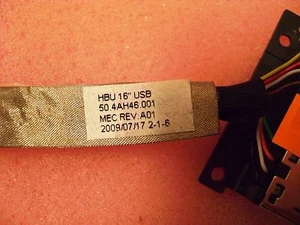 HBU 16" USB
50.4AH46.001
MEC REV:A01
2009/07/17 2-1-6